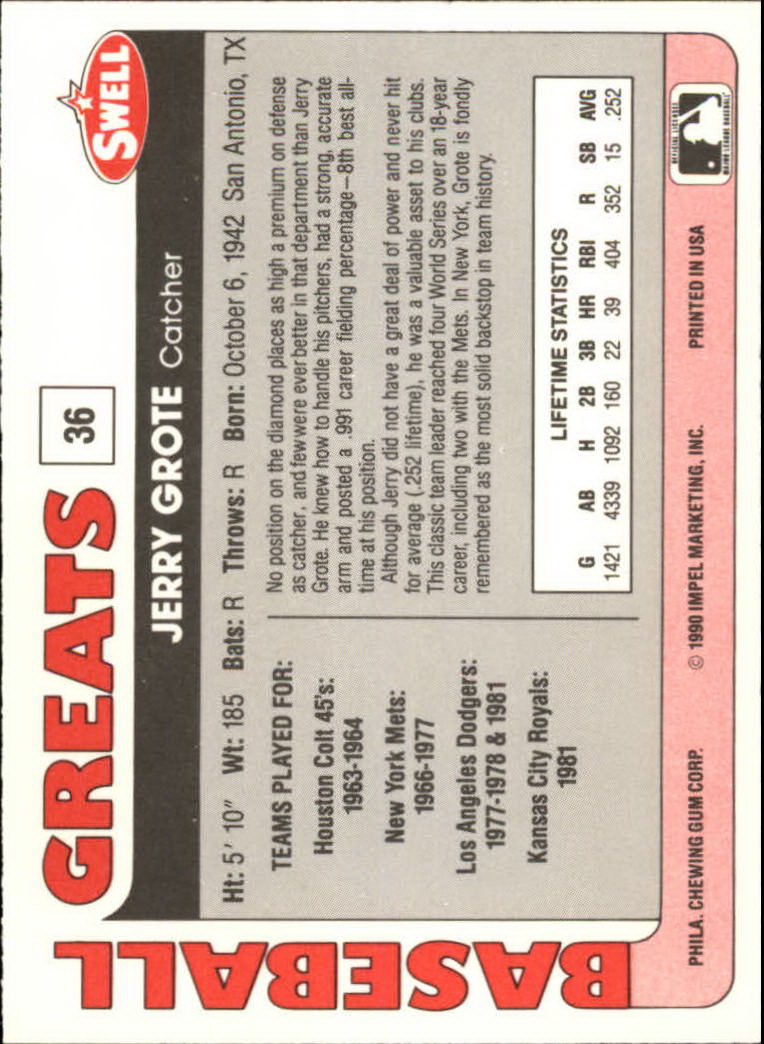 BASEBALL
GREATS
36
SWELL
JERRY GROTE Catcher
Ht: 5' 10" Wt: 185 Bats: R Throws: R Born: October 6, 1942 San Antonio, TX
TEAMS PLAYED FOR:
Houston Colt 45's:
1963-1964
New York Mets:
1966-1977
Los Angeles Dodgers:
1977-1978 & 1981
Kansas City Royals:
1981
No position on the diamond places as high a premium on defense
as catcher, and few were ever better in that department than Jerry
Grote. He knew how to handle his pitchers, had a strong, accurate
arm and posted a .991 career fielding percentage—8th best all-
time at his position.
Although Jerry did not have a great deal of power and never hit
for average (.252 lifetime), he was a valuable asset to his clubs.
This classic team leader reached four World Series over an 18-year
career, including two with the Mets. In New York, Grote is fondly
remembered as the most solid backstop in team history.
LIFETIME STATISTICS
G AB H 2B 3B HR RBI R SB AVG
1421 4339 1092 160 22 39 404 352 15 .252
PHILA. CHEWING GUM CORP. © 1990 IMPEL MARKETING, INC. PRINTED IN USA
OFFICIAL LICENSEE
MAJOR LEAGUE BASEBALL